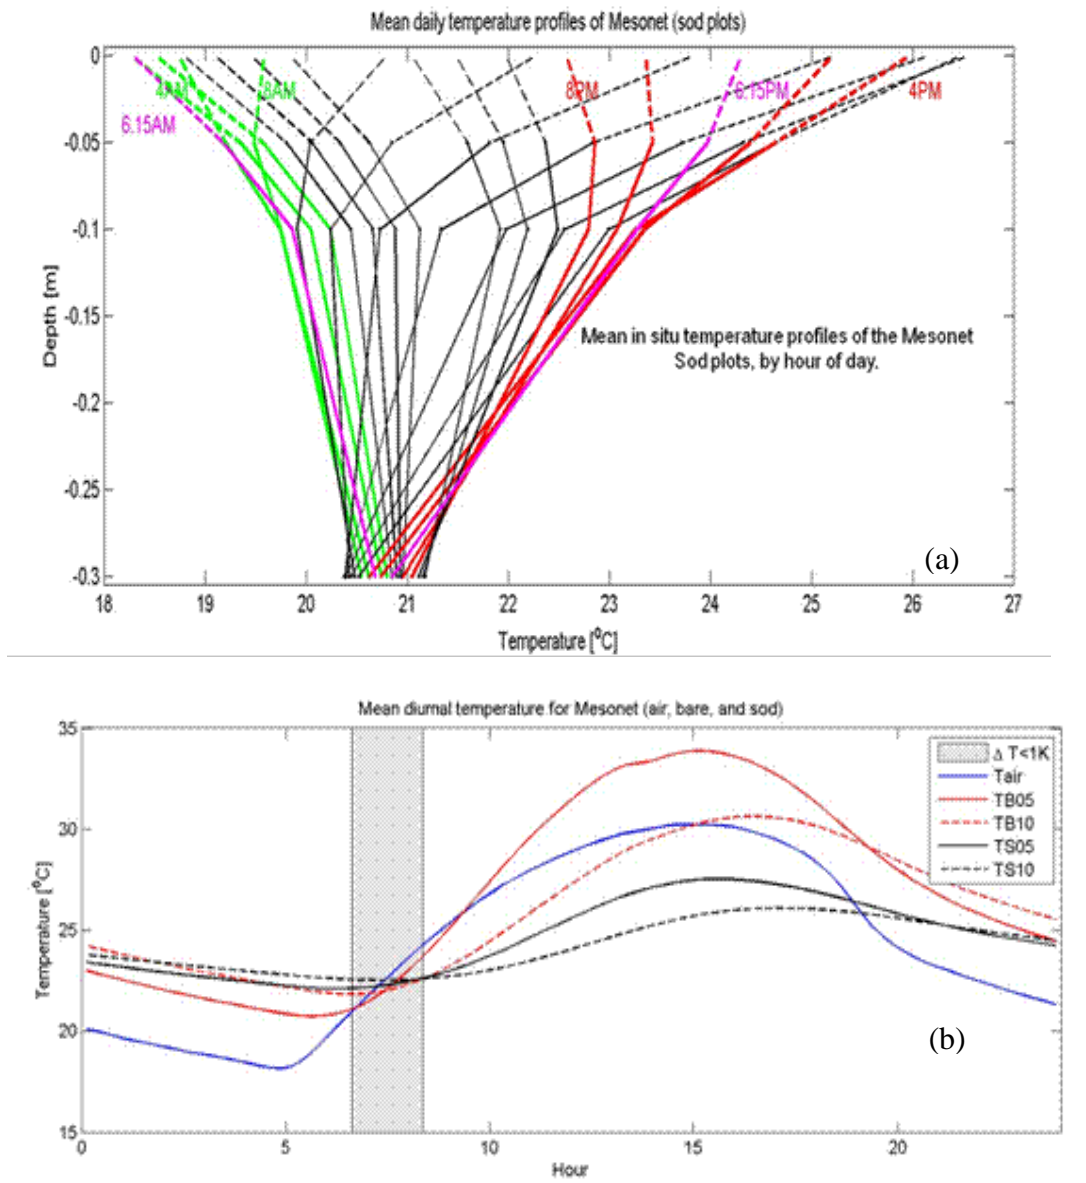 Mean daily temperature profiles of Mesonet (sod plots)
0
4AM
8AM
8PM
6.15PM
4PM
6.15AM
-0.05
-0.1
Depth [m]
-0.15
Mean in situ temperature profiles of the Mesonet
Sod plots, by hour of day.
-0.2
-0.25
-0.3
(a)
18 19 20 21 22 23 24 25 26 27
Temperature [⁰C]
Mean diurnal temperature for Mesonet (air, bare, and sod)
35
Δ T<1K
Tair
TB05
TB10
TS05
TS10
30
Temperature [⁰C]
25
20
(b)
15
0 5 10 15 20
Hour